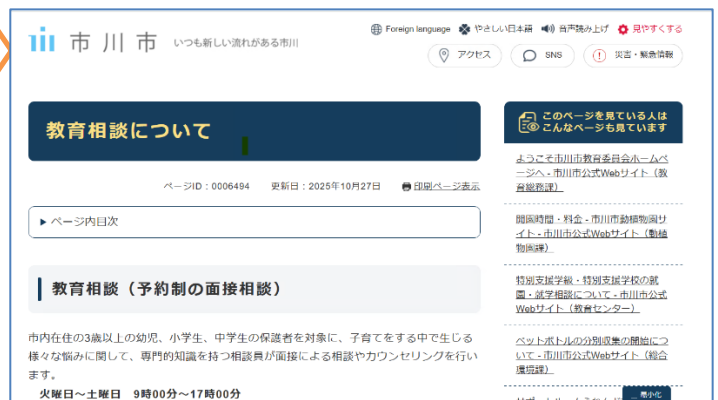 市川市 いつも新しい流れがある市川
Foreign language やさしい日本語 音声読み上げ 見やすくする
アクセス SNS 災害・緊急情報
教育相談について
ページID：0006494 更新日：2025年10月27日 印刷ページ表示
ページ内目次
教育相談（予約制の面接相談）
市内在住の3歳以上の幼児、小学生、中学生の保護者を対象に、子育てをする中で生じる
様々な悩みに関して、専門的知識を持つ相談員が面接による相談やカウンセリングを行い
ます。
火曜日～土曜日 9時00分～17時00分
このページを見ている人は
こんなページも見ています
ようこそ市川市教育委員会ホームペ
ージへ - 市川市公式Webサイト（教
育総務課）
開園時間・料金 - 市川市動植物園サ
イト - 市川市公式Webサイト（動植
物園課）
特別支援学級・特別支援学校の就
園・就学相談について - 市川市公式
Webサイト（教育センター）
ペットボトルの分別収集の開始につ
いて - 市川市公式Webサイト（総合
環境課）
最小化